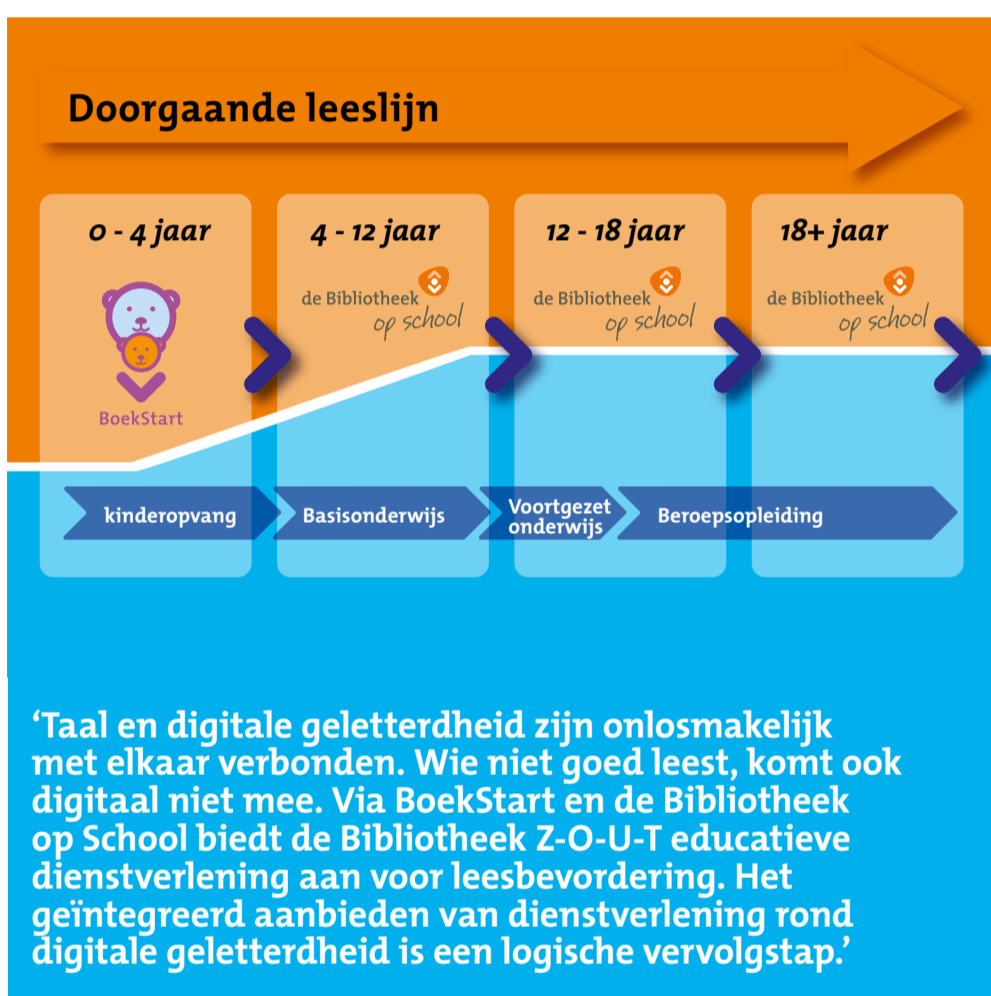 Doorgaande leeslijn
0 - 4 jaar
4 - 12 jaar
12 - 18 jaar
18+ jaar
BoekStart
de Bibliotheek
op school
de Bibliotheek
op school
de Bibliotheek
op school
kinderopvang
Basisonderwijs
Voortgezet
onderwijs
Beroepsopleiding
‘Taal en digitale geletterdheid zijn onlosmakelijk
met elkaar verbonden. Wie niet goed leest, komt ook
digitaal niet mee. Via BoekStart en de Bibliotheek
op School biedt de Bibliotheek Z-O-U-T educatieve
dienstverlening aan voor leesbevordering. Het
geïntegreerd aanbieden van dienstverlening rond
digitale geletterdheid is een logische vervolgstap.’